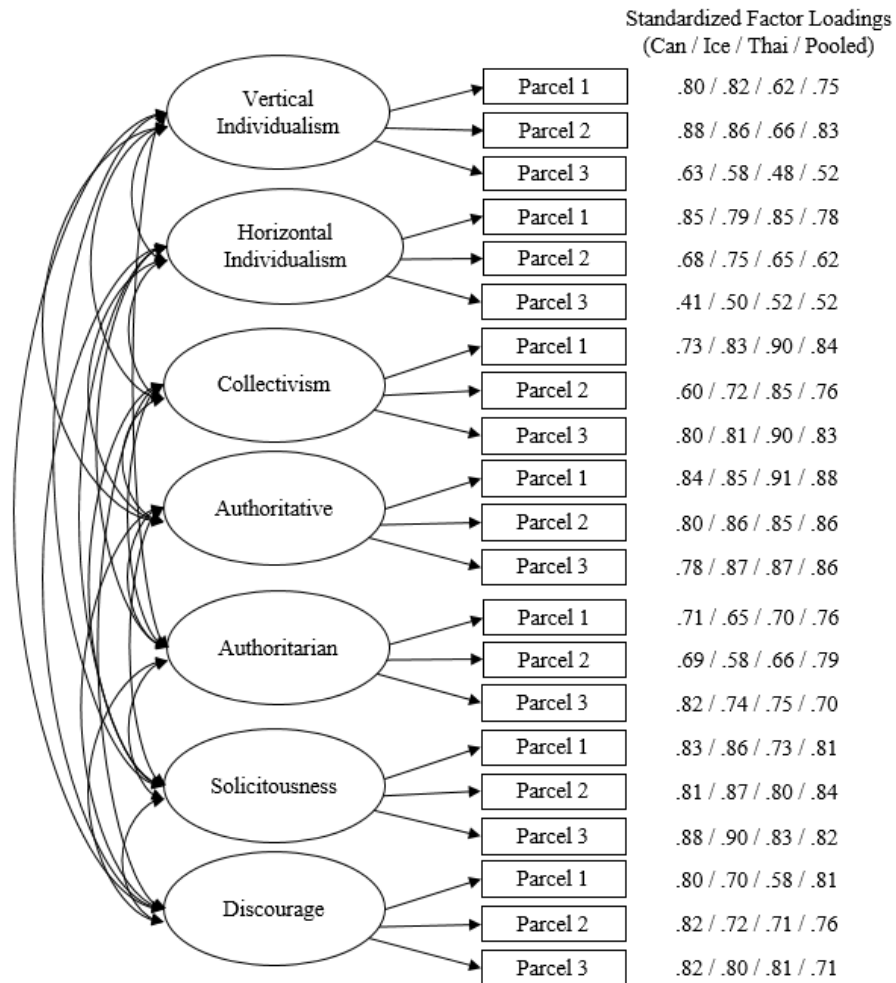 Standardized Factor Loadings
(Can / Ice / Thai / Pooled)
Vertical
Individualism
Parcel 1 .80 / .82 / .62 / .75
Parcel 2 .88 / .86 / .66 / .83
Parcel 3 .63 / .58 / .48 / .52
Horizontal
Individualism
Parcel 1 .85 / .79 / .85 / .78
Parcel 2 .68 / .75 / .65 / .62
Parcel 3 .41 / .50 / .52 / .52
Collectivism
Parcel 1 .73 / .83 / .90 / .84
Parcel 2 .60 / .72 / .85 / .76
Parcel 3 .80 / .81 / .90 / .83
Authoritative
Parcel 1 .84 / .85 / .91 / .88
Parcel 2 .80 / .86 / .85 / .86
Parcel 3 .78 / .87 / .87 / .86
Authoritarian
Parcel 1 .71 / .65 / .70 / .76
Parcel 2 .69 / .58 / .66 / .79
Parcel 3 .82 / .74 / .75 / .70
Solicitousness
Parcel 1 .83 / .86 / .73 / .81
Parcel 2 .81 / .87 / .80 / .84
Parcel 3 .88 / .90 / .83 / .82
Discourage
Parcel 1 .80 / .70 / .58 / .81
Parcel 2 .82 / .72 / .71 / .76
Parcel 3 .82 / .80 / .81 / .71